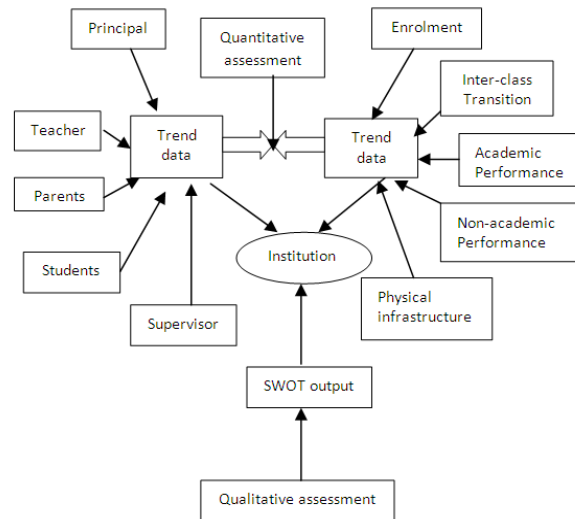 Principal
Quantitative
assessment
Enrolment
Inter-class
Transition
Teacher
Trend
data
Trend
data
Academic
Performance
Parents
Non-academic
Performance
Students
Institution
Supervisor
Physical
infrastructure
SWOT output
Qualitative assessment